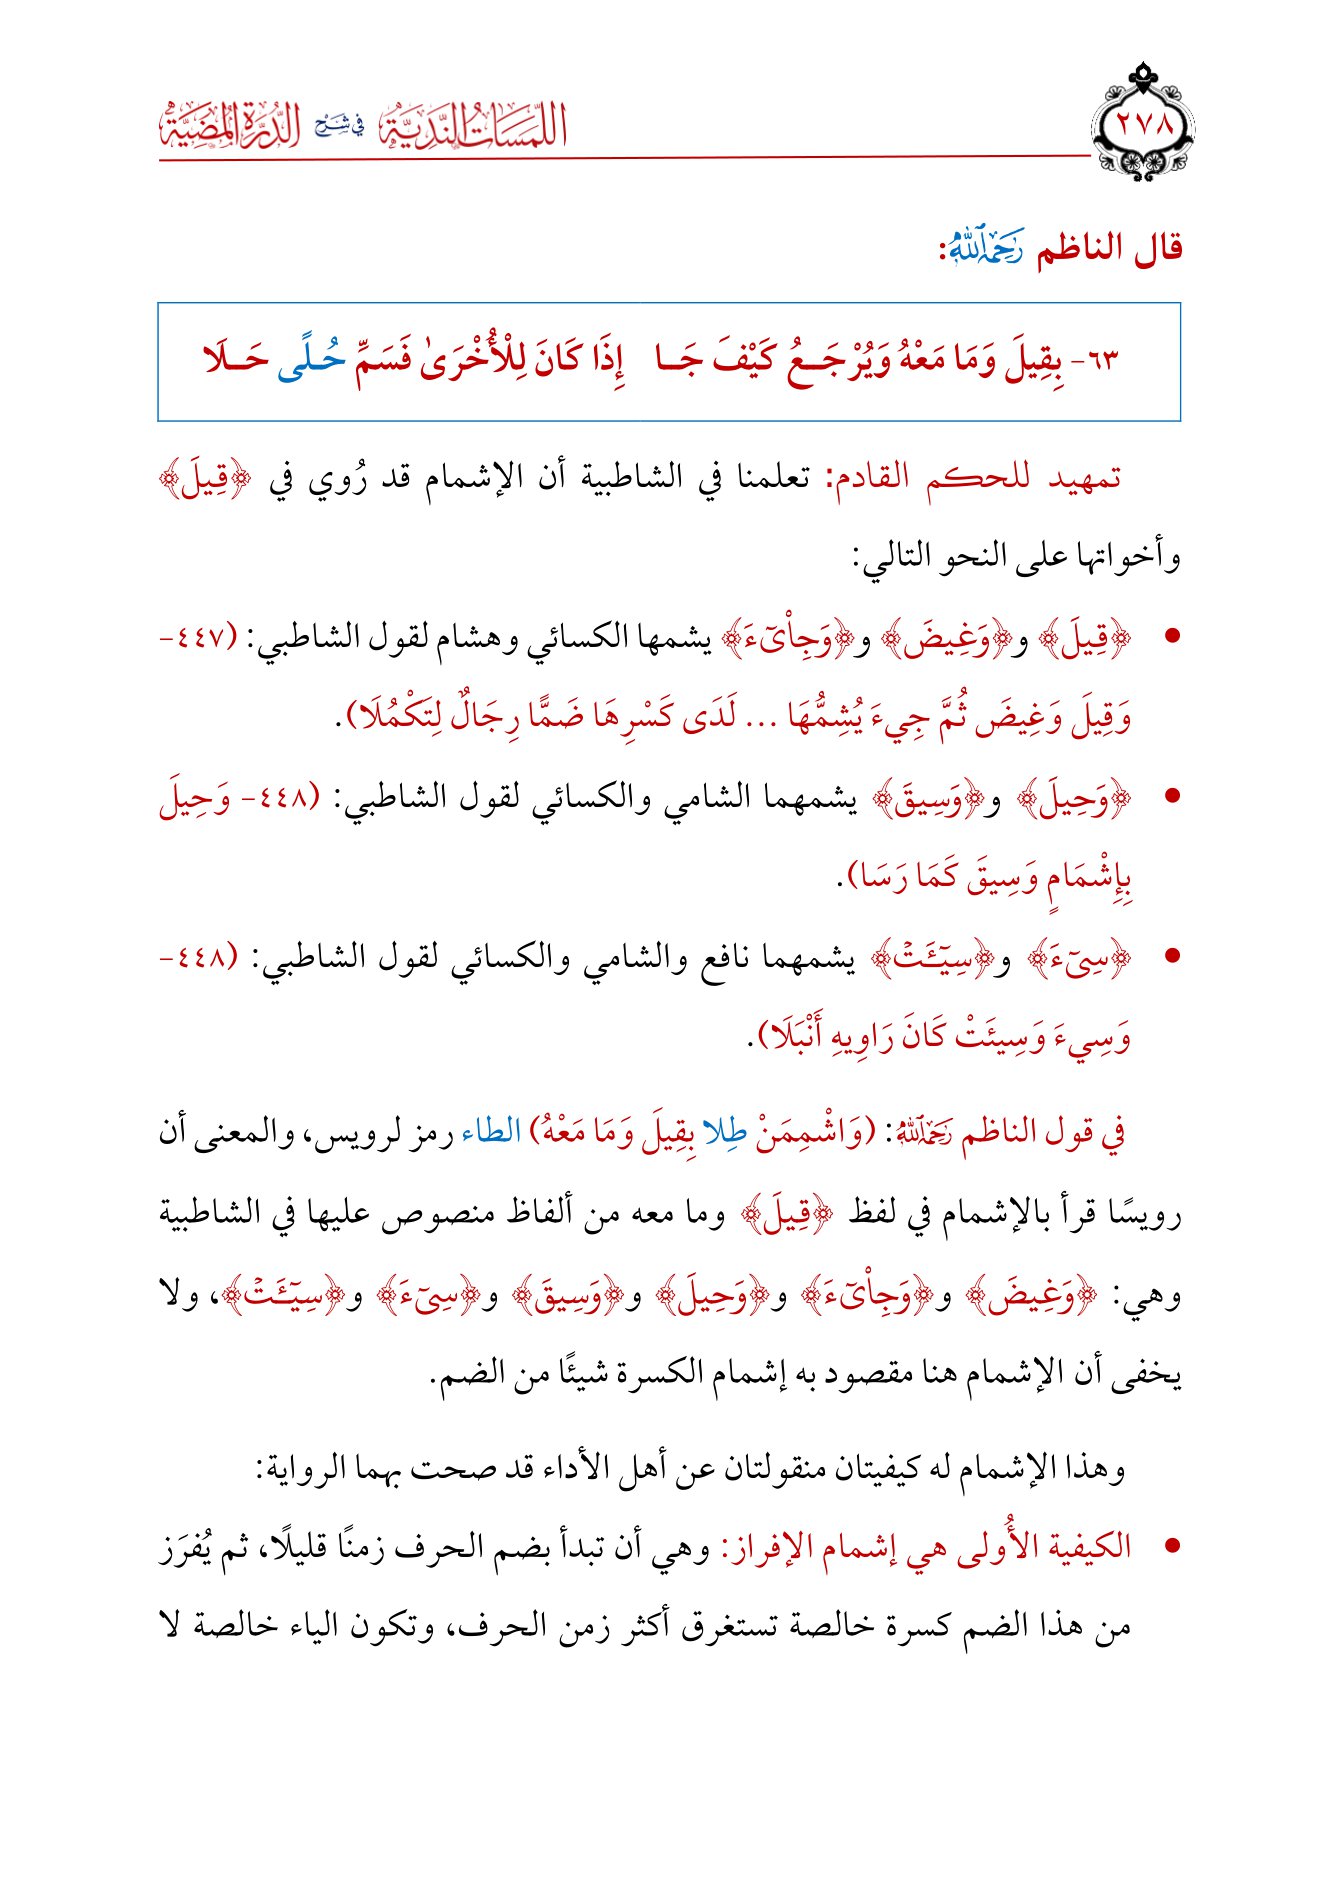 ٢٧٨
اللمسات الندية في شرح الدرة المضية
قال الناظم رَحِمَهُ ٱللَّهُ:
٦٣- بِقِيلَ وَمَا مَعْهُ وَيُرْجَــعُ كَيْفَ جَــا إِذَا كَانَ لِلْأُخْرَىٰ فَسَمِّ حُـلًى حَــلَا
تمهيد للحكم القادم: تعلمنا في الشاطبية أن الإشمام قد رُوي في ﴿قِيلَ﴾
وأخواتها على النحو التالي:
• ﴿قِيلَ﴾ و﴿وَغِيضَ﴾ و﴿وَجِاْىٓءَ﴾ يشمها الكسائي وهشام لقول الشاطبي: (٤٤٧-
وَقِيلَ وَغِيضَ ثُمَّ جِيءَ يُشِمُّهَا ... لَدَى كَسْرِهَا ضَمًّا رِجَالٌ لِتَكْمُلَا).
• ﴿وَحِيلَ﴾ و﴿وَسِيقَ﴾ يشمهما الشامي والكسائي لقول الشاطبي: (٤٤٨- وَحِيلَ
بِإِشْمَامٍ وَسِيقَ كَمَا رَسَا).
• ﴿سِىٓءَ﴾ و﴿سِيٓـَٔتْ﴾ يشمهما نافع والشامي والكسائي لقول الشاطبي: (٤٤٨-
وَسِيءَ وَسِيئَتْ كَانَ رَاوِيهِ أَنْبَلَا).
في قول الناظم رَحِمَهُ ٱللَّهُ: (وَاشْمِمَنْ طِلا بِقِيلَ وَمَا مَعْهُ) الطاء رمز لرويس، والمعنى أن
رويسًا قرأ بالإشمام في لفظ ﴿قِيلَ﴾ وما معه من ألفاظ منصوص عليها في الشاطبية
وهي: ﴿وَغِيضَ﴾ و﴿وَجِاْىٓءَ﴾ و﴿وَحِيلَ﴾ و﴿وَسِيقَ﴾ و﴿سِىٓءَ﴾ و﴿سِيٓـَٔتْ﴾، ولا
يخفى أن الإشمام هنا مقصود به إشمام الكسرة شيئًا من الضم.
وهذا الإشمام له كيفيتان منقولتان عن أهل الأداء قد صحت بهما الرواية:
• الكيفية الأُولى هي إشمام الإفراز: وهي أن تبدأ بضم الحرف زمنًا قليلًا، ثم يُفرَز
من هذا الضم كسرة خالصة تستغرق أكثر زمن الحرف، وتكون الياء خالصة لا